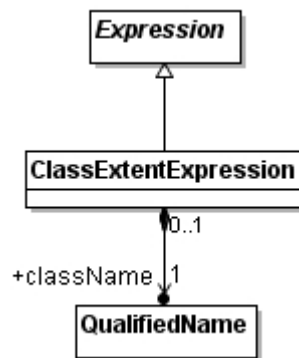 Expression
ClassExtentExpression
0..1
+className 1
QualifiedName